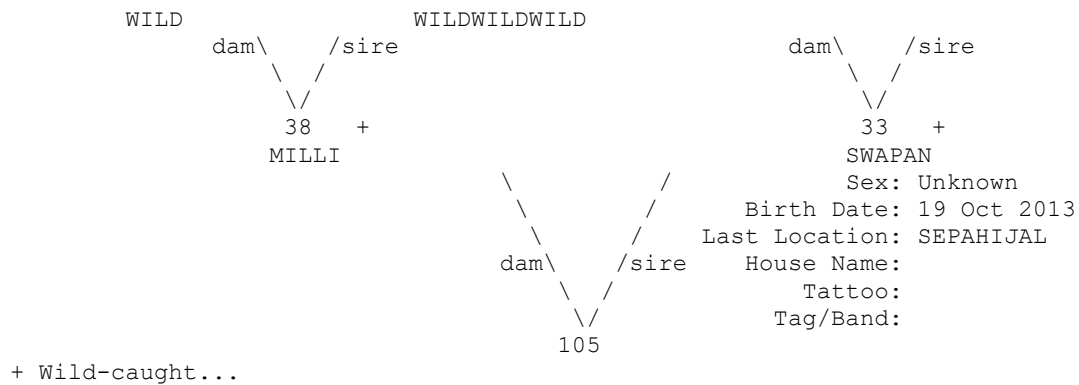 WILD WILDWILDWILD
dam\ /sire dam\ /sire
\ / \ /
\/ \/
38 + 33 +
MILLI SWAPAN
\ / Sex: Unknown
\ / Birth Date: 19 Oct 2013
\ / Last Location: SEPAHIJAL
dam\ /sire House Name:
\ / Tattoo:
\/ Tag/Band:
105
+ Wild-caught...